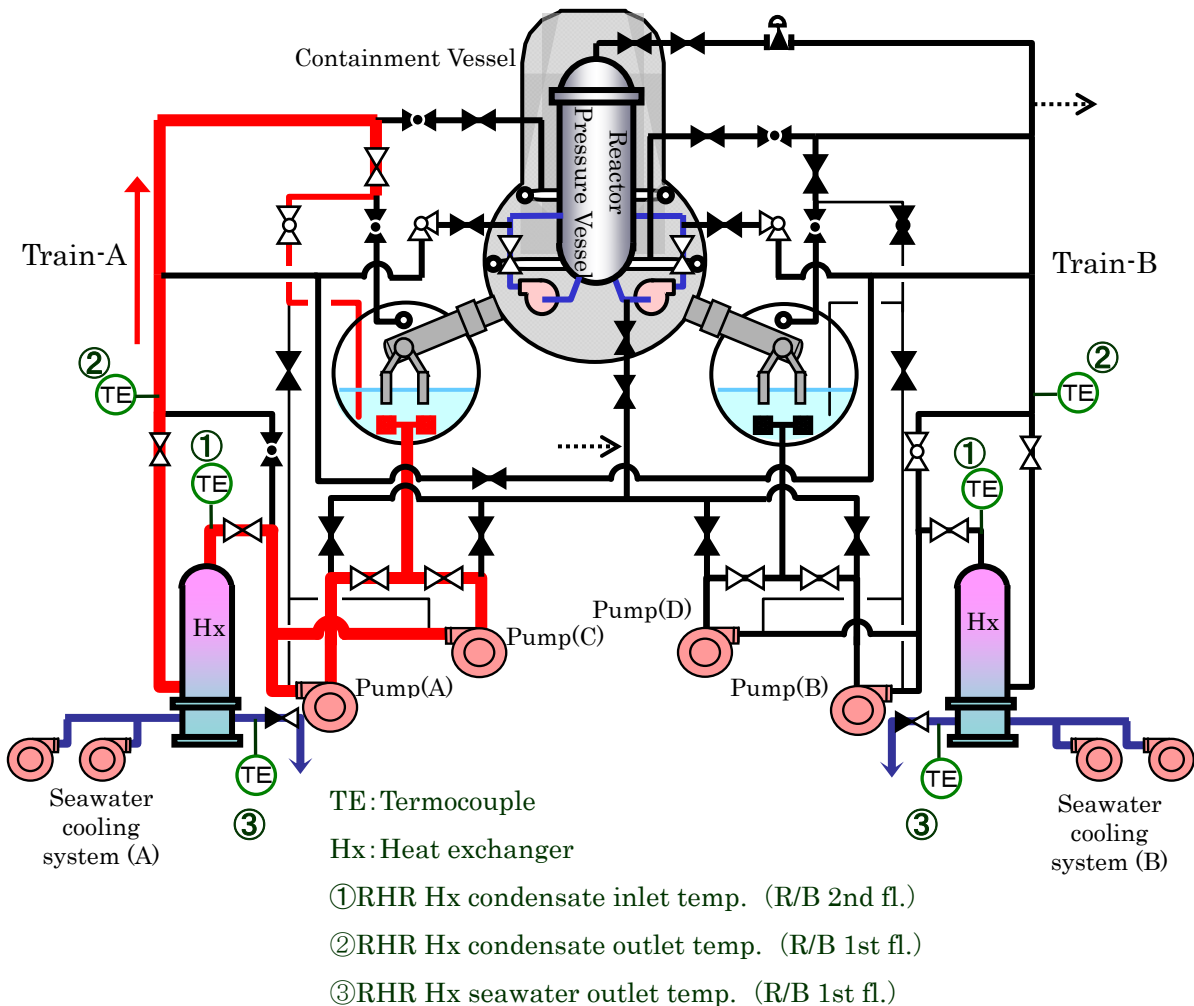 Containment Vessel
Reactor
Pressure Vessel
Train-A
Train-B
②
TE
②
TE
①
TE
①
TE
Hx
Hx
Pump(C)
Pump(D)
Pump(A)
Pump(B)
TE
③
TE
③
Seawater
cooling
system (A)
Seawater
cooling
system (B)
TE:Termocouple
Hx:Heat exchanger
①RHR Hx condensate inlet temp. (R/B 2nd fl.)
②RHR Hx condensate outlet temp. (R/B 1st fl.)
③RHR Hx seawater outlet temp. (R/B 1st fl.)